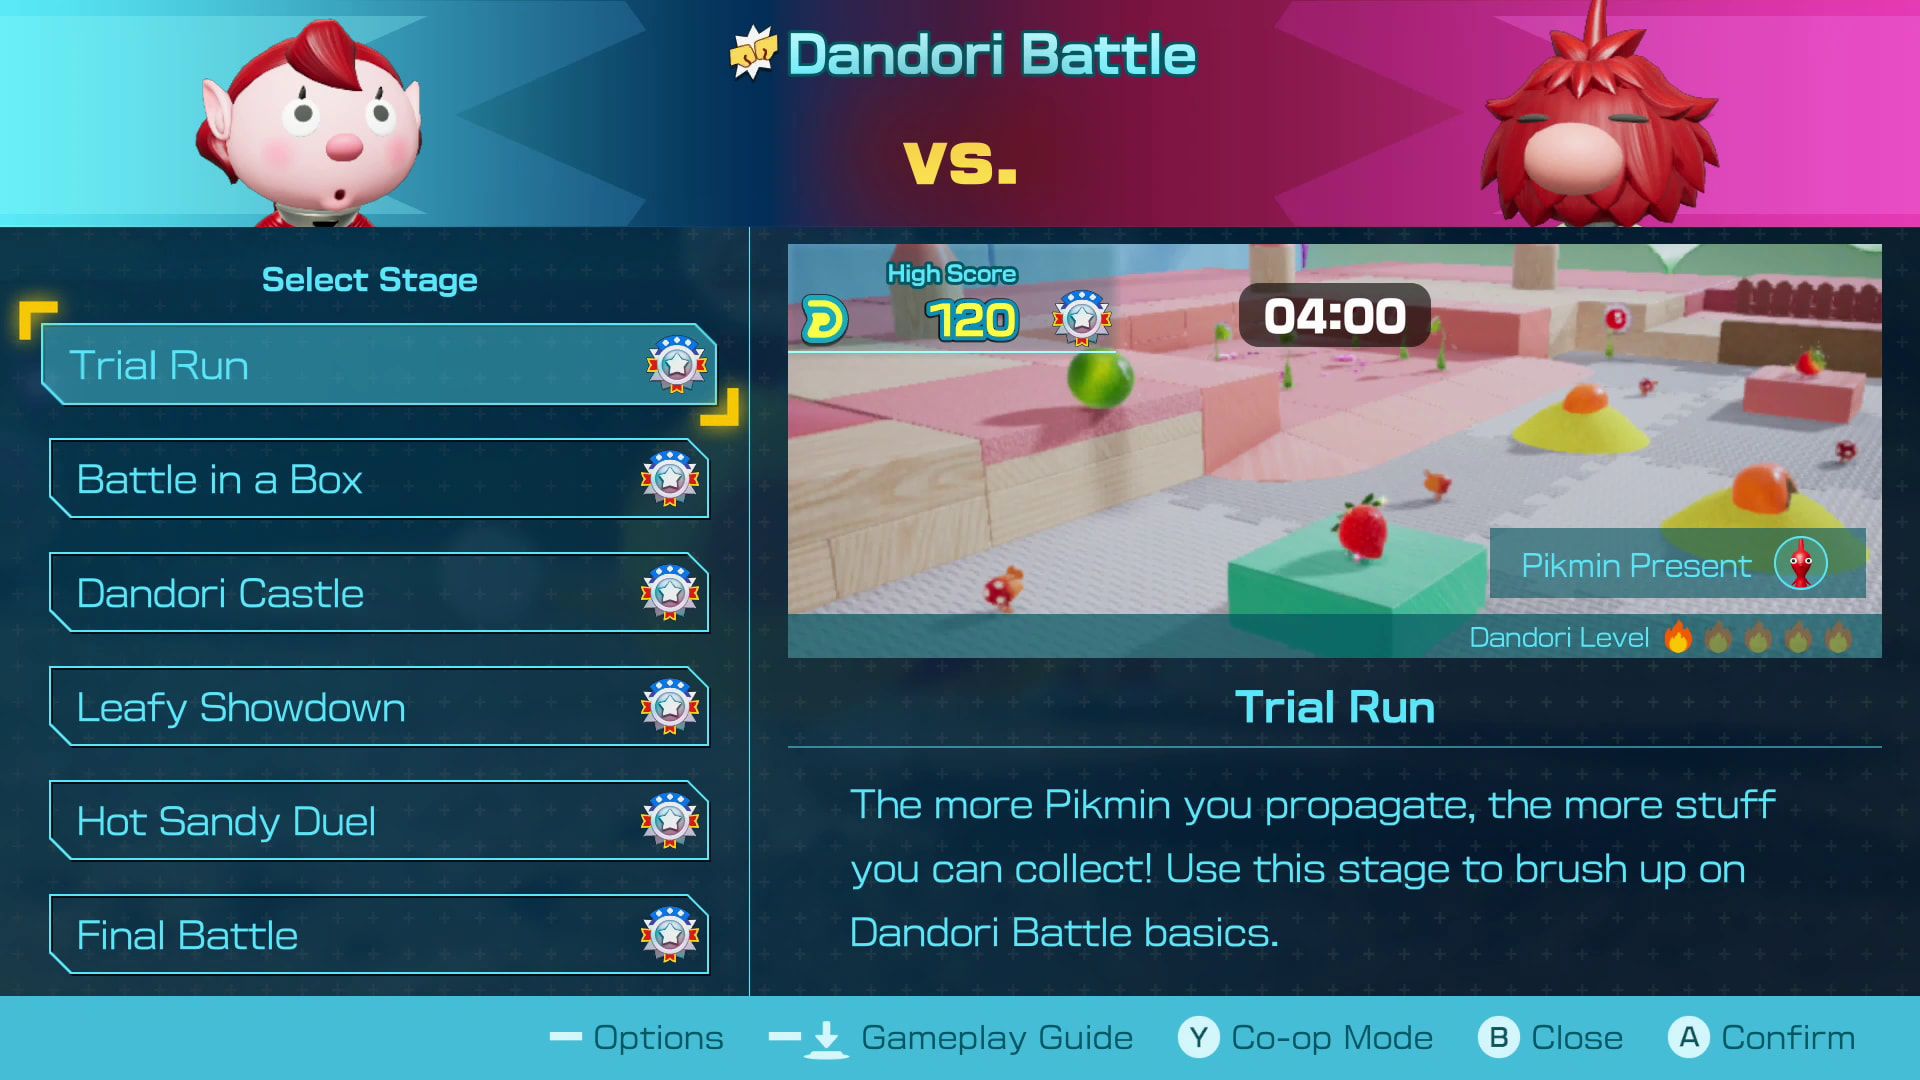 Dandori Battle
vs.
Select Stage
Trial Run
Battle in a Box
Dandori Castle
Leafy Showdown
Hot Sandy Duel
Final Battle
High Score
120
04:00
Pikmin Present
Dandori Level
Trial Run
The more Pikmin you propagate, the more stuff
you can collect! Use this stage to brush up on
Dandori Battle basics.
Options
Gameplay Guide
Y Co-op Mode
B Close
A Confirm